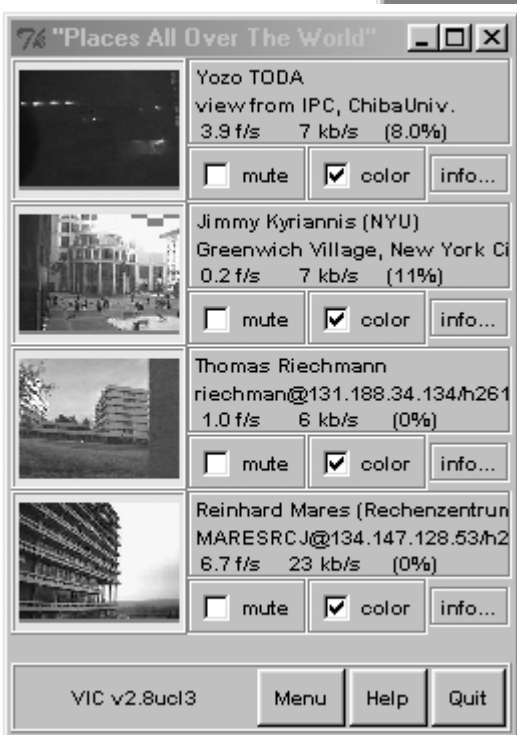 "Places All Over The World"
Yozo TODA
view from IPC, ChibaUniv.
3.9 f/s 7 kb/s (8.0%)
mute color info...
Jimmy Kyriannis (NYU)
Greenwich Village, New York Ci
0.2 f/s 7 kb/s (11%)
mute color info...
Thomas Riechmann
riechman@131.188.34.134/h261
1.0 f/s 6 kb/s (0%)
mute color info...
Reinhard Mares (Rechenzentrun
MARESRCJ@134.147.128.53/h2
6.7 f/s 23 kb/s (0%)
mute color info...
VIC v2.8ucl3 Menu Help Quit